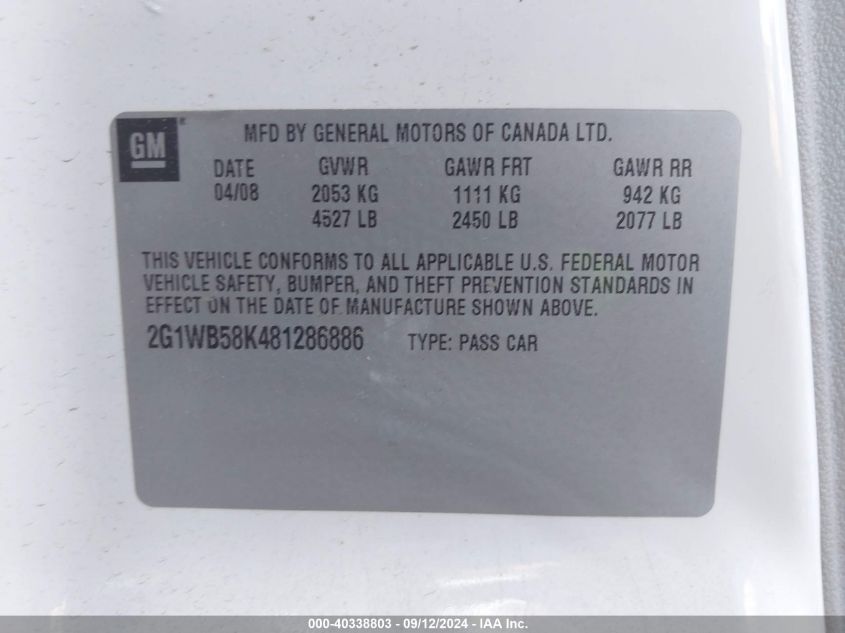 GM
MFD BY GENERAL MOTORS OF CANADA LTD.
DATE GVWR GAWR FRT GAWR RR
04/08 2053 KG 1111 KG 942 KG
4527 LB 2450 LB 2077 LB
THIS VEHICLE CONFORMS TO ALL APPLICABLE U.S. FEDERAL MOTOR
VEHICLE SAFETY, BUMPER, AND THEFT PREVENTION STANDARDS IN
EFFECT ON THE DATE OF MANUFACTURE SHOWN ABOVE.
2G1WB58K481286886 TYPE: PASS CAR
000-40338803 - 09/12/2024 - IAA Inc.